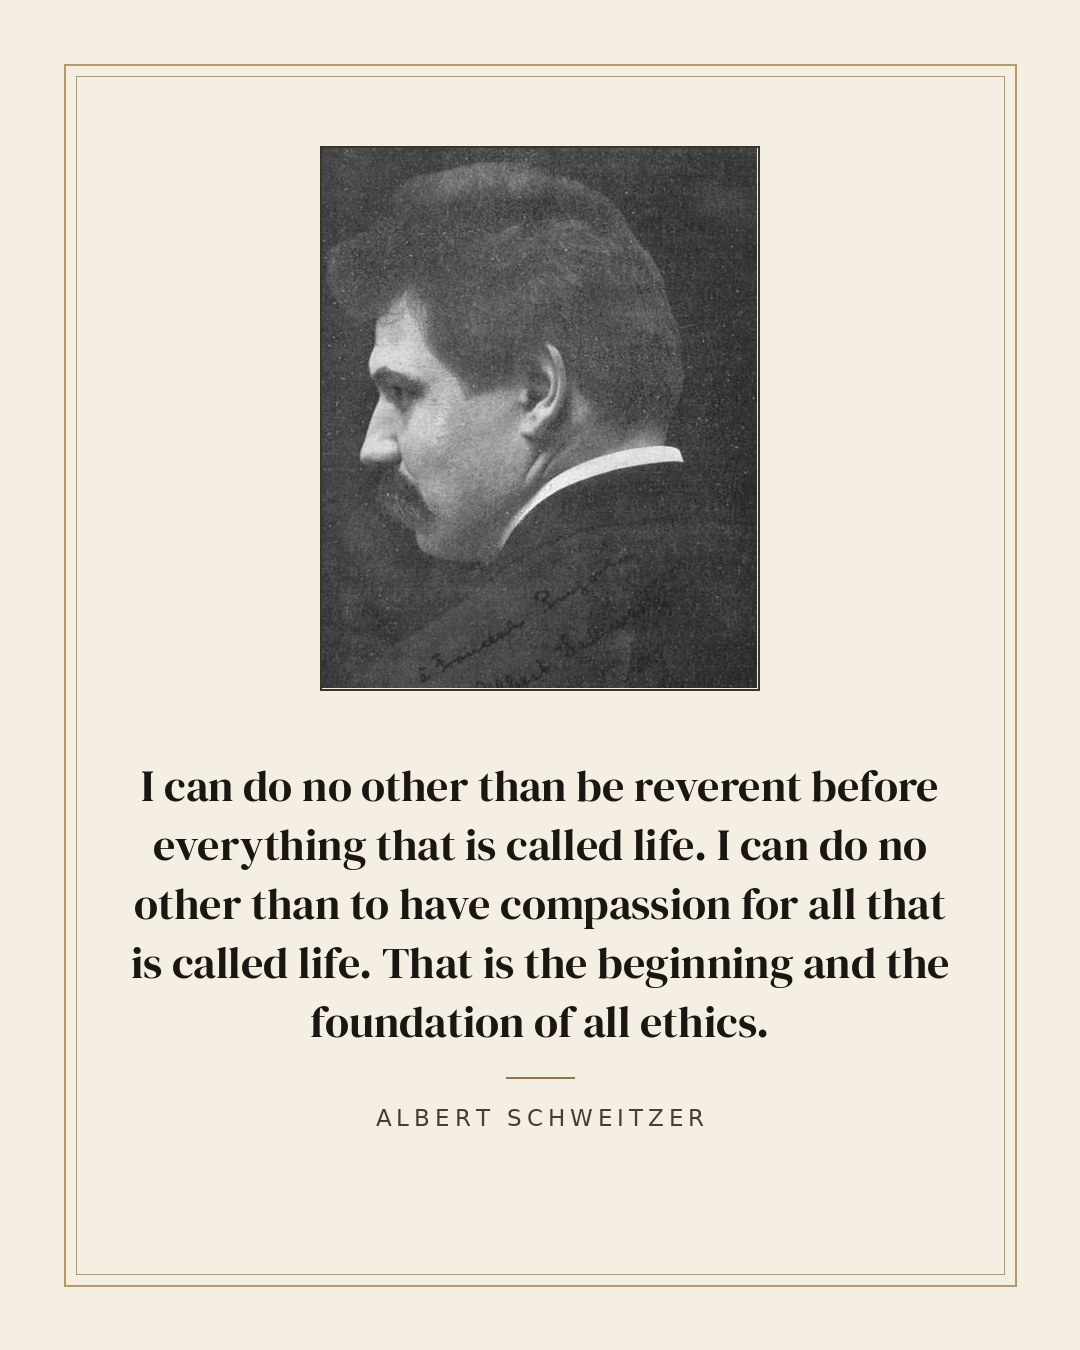 à
Albert
I can do no other than be reverent before
everything that is called life. I can do no
other than to have compassion for all that
is called life. That is the beginning and the
foundation of all ethics.
ALBERT SCHWEITZER